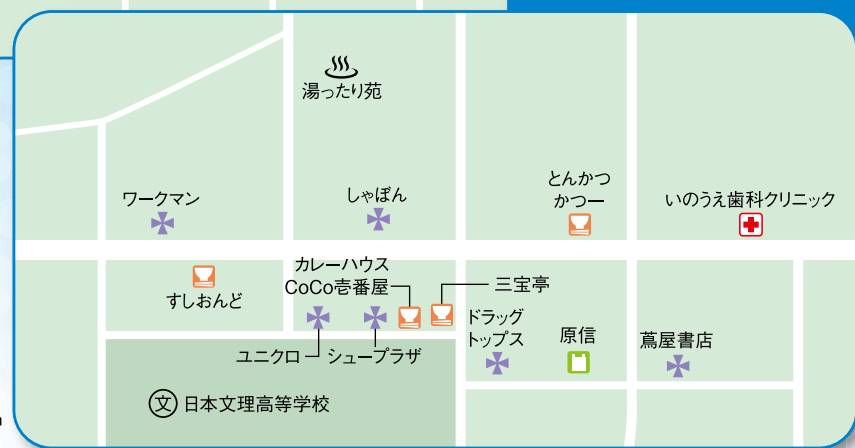 湯ったり苑
ワークマン
しゃぼん
とんかつ
かつ一
いのうえ歯科クリニック
すしおんど
カレーハウス
CoCo壱番屋
三宝亭
ユニクロ
シュープラザ
ドラッグ
トップス
原信
蔦屋書店
文 日本文理高等学校